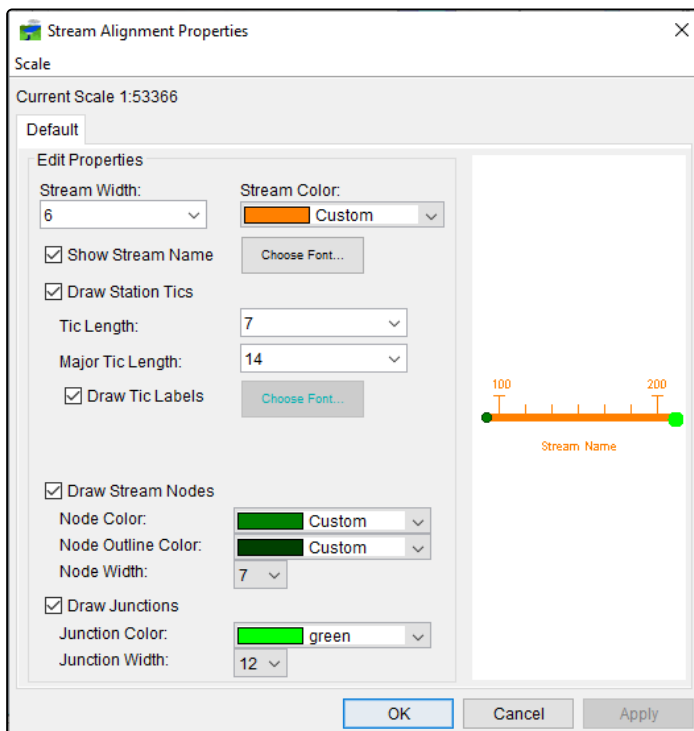 Stream Alignment Properties
Scale
Current Scale 1:53366
Default
Edit Properties
Stream Width: Stream Color:
6 Custom
Show Stream Name Choose Font...
Draw Station Tics
Tic Length: 7
Major Tic Length: 14
Draw Tic Labels Choose Font...
100 200
Stream Name
Draw Stream Nodes
Node Color: Custom
Node Outline Color: Custom
Node Width: 7
Draw Junctions
Junction Color: green
Junction Width: 12
OK Cancel Apply